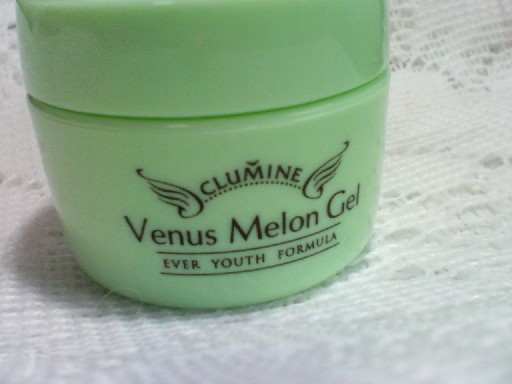 CLUMINE
Venus Melon Gel
EVER YOUTH FORMULA